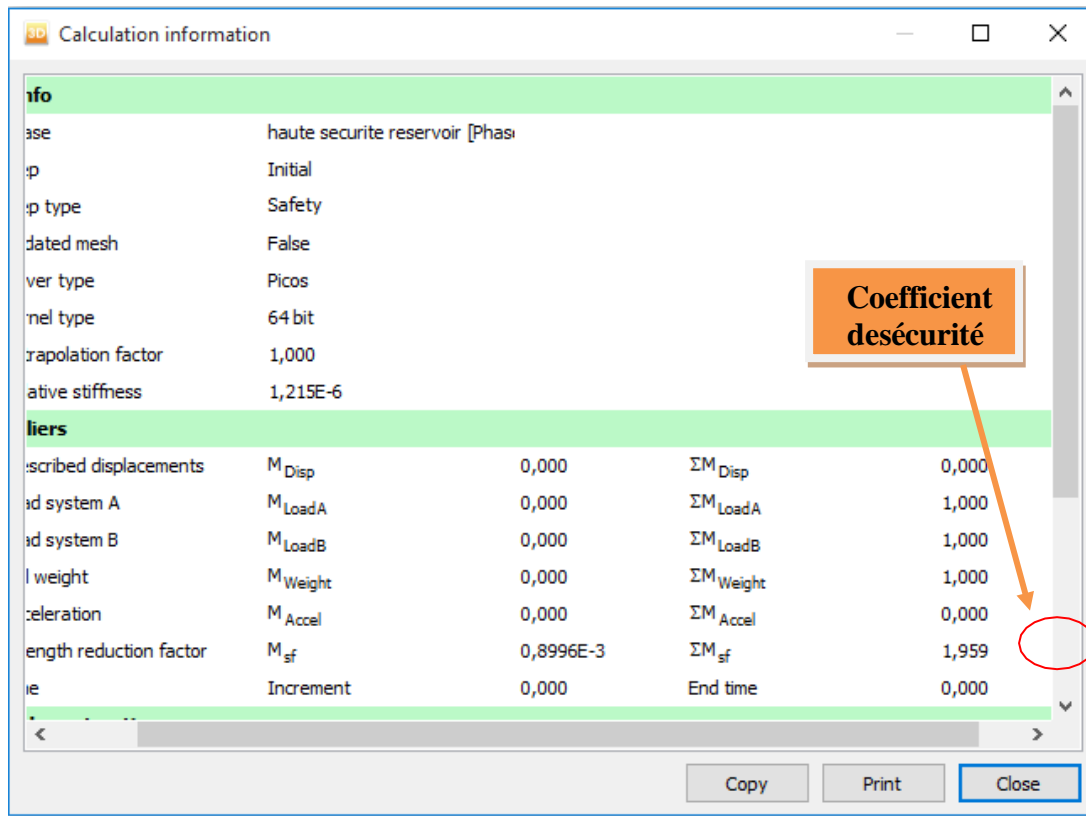 3D Calculation information
nfo
ase haute securite reservoir [Phas
ep Initial
ep type Safety
dated mesh False
ver type Picos
rnel type 64 bit
trapolation factor 1,000
ative stiffness 1,215E-6
Coefficient
desécurité
liers
escribed displacements M Disp 0,000 ΣM Disp 0,000
ad system A M LoadA 0,000 ΣM LoadA 1,000
ad system B M LoadB 0,000 ΣM LoadB 1,000
l weight M Weight 0,000 ΣM Weight 1,000
celeration M Accel 0,000 ΣM Accel 0,000
ength reduction factor M sf 0,8996E-3 ΣM sf 1,959
e Increment 0,000 End time 0,000
Copy Print Close